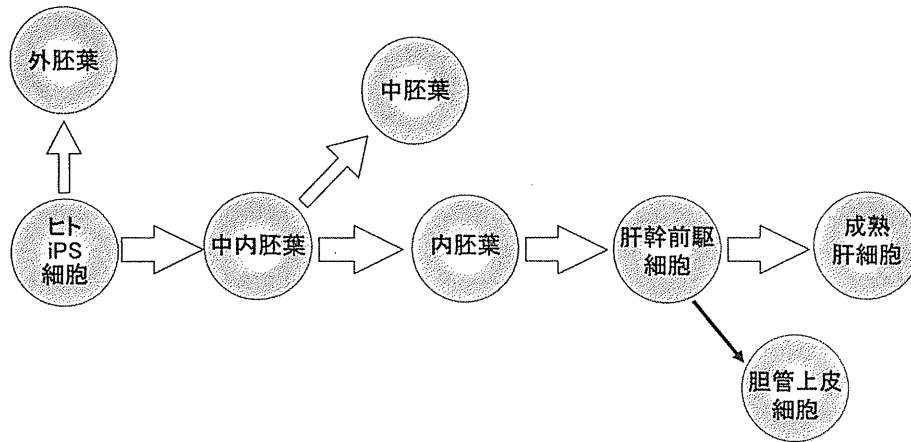 外胚葉
中胚葉
ヒト
iPS
細胞
中内胚葉
内胚葉
肝幹前駆
細胞
成熟
肝細胞
胆管上皮
細胞